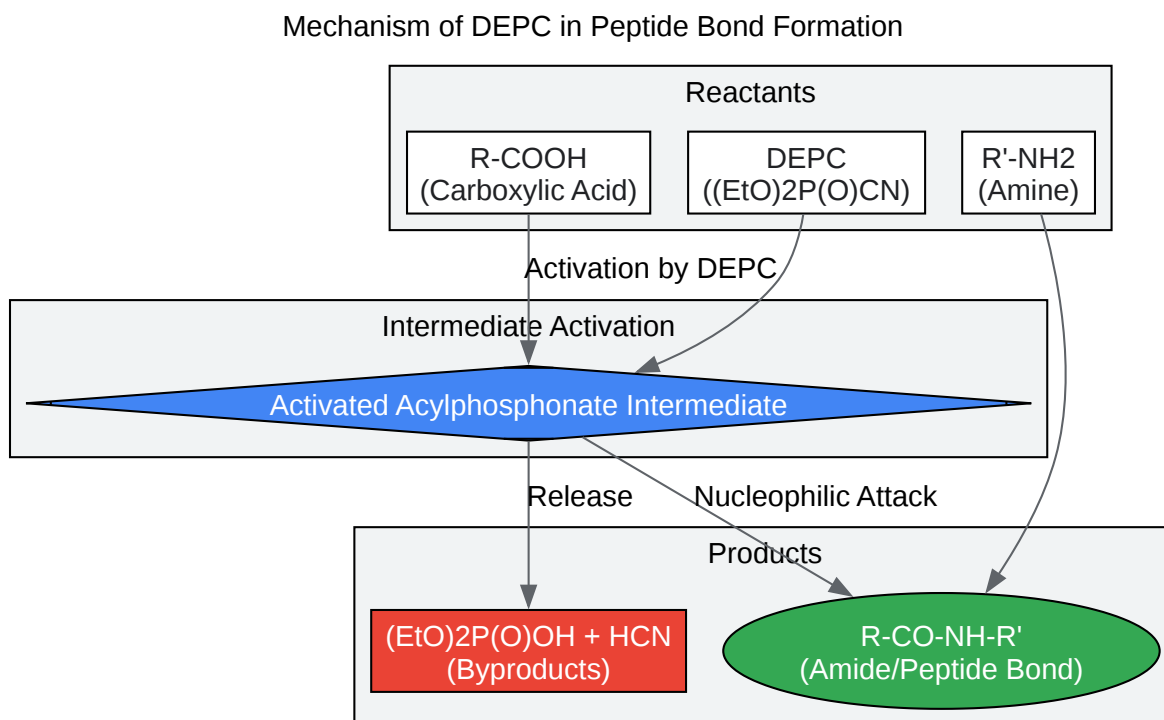 Mechanism of DEPC in Peptide Bond Formation
Reactants
R-COOH
(Carboxylic Acid)
DEPC
((EtO)2P(O)CN)
R'-NH2
(Amine)
Activation by DEPC
Intermediate Activation
Activated Acylphosphonate Intermediate
Release
Nucleophilic Attack
Products
(EtO)2P(O)OH + HCN
(Byproducts)
R-CO-NH-R'
(Amide/Peptide Bond)